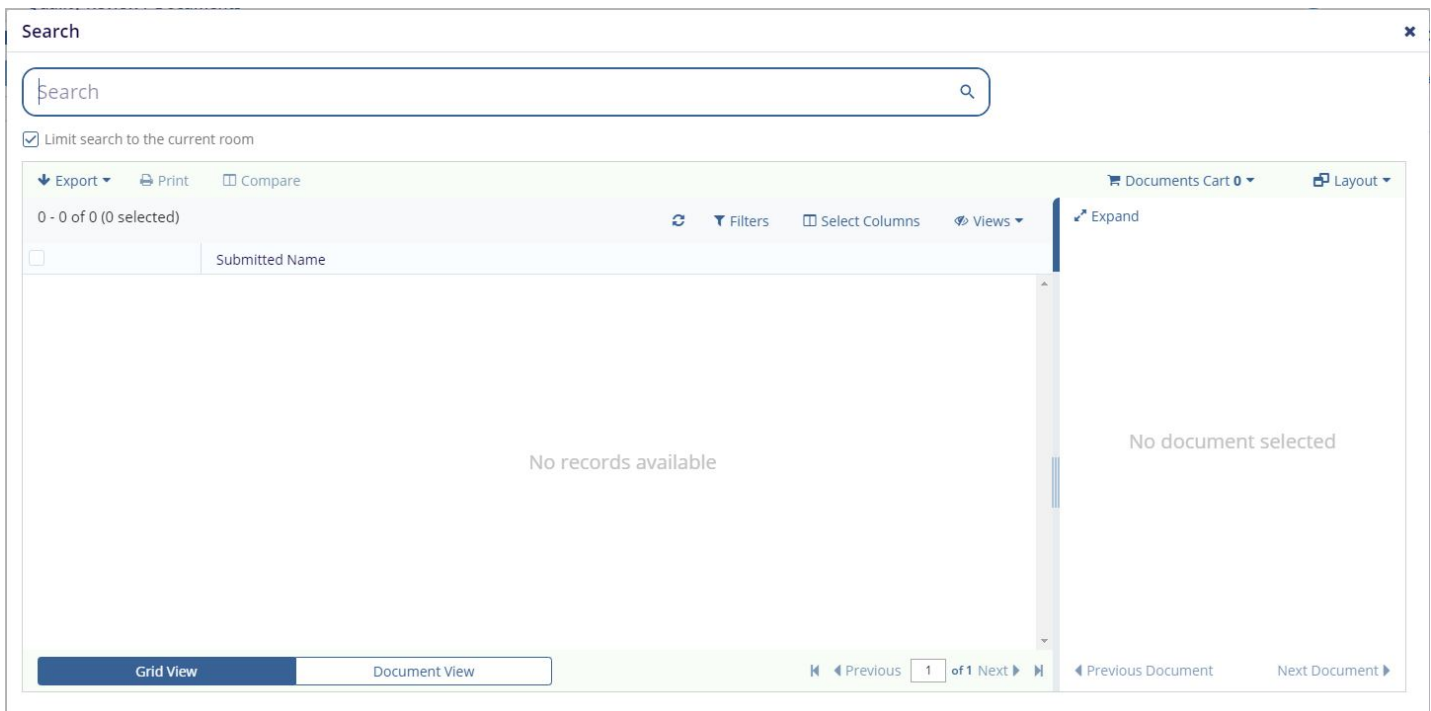 Search
Search
Limit search to the current room
Export Print Compare Documents Cart 0 Layout
0 - 0 of 0 (0 selected) Filters Select Columns Views Expand
Submitted Name
No document selected
No records available
Grid View Document View Previous 1 of 1 Next Previous Document Next Document